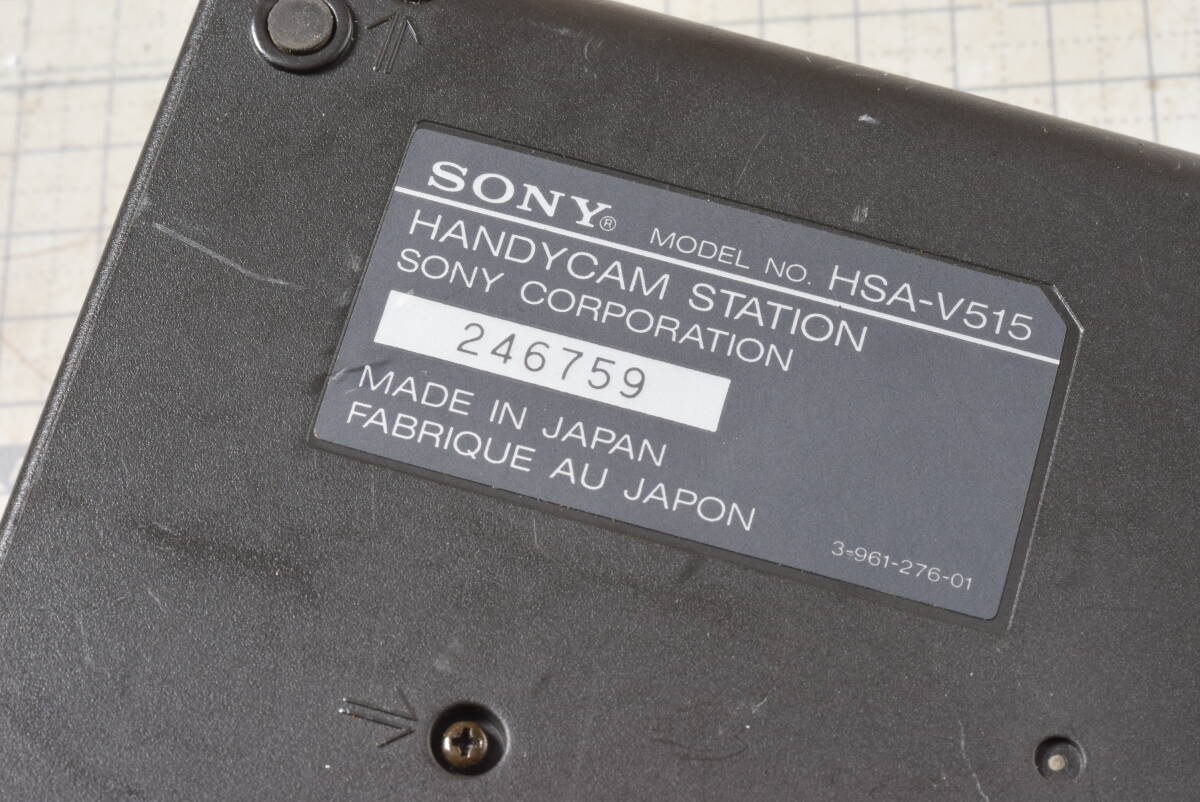 SONY® MODEL NO. HSA-V515
HANDYCAM STATION
SONY CORPORATION
246759
MADE IN JAPAN
FABRIQUE AU JAPON
3-961-276-01